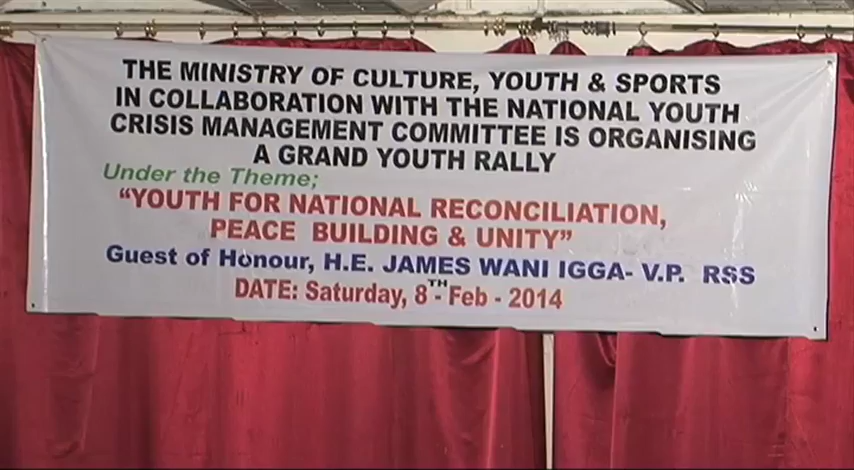 THE MINISTRY OF CULTURE, YOUTH & SPORTS
IN COLLABORATION WITH THE NATIONAL YOUTH
CRISIS MANAGEMENT COMMITTEE IS ORGANISING
A GRAND YOUTH RALLY
Under the Theme;
“YOUTH FOR NATIONAL RECONCILIATION,
PEACE BUILDING & UNITY”
Guest of Honour, H.E. JAMES WANI IGGA- V.P. RSS
DATE: Saturday, 8TH- Feb - 2014